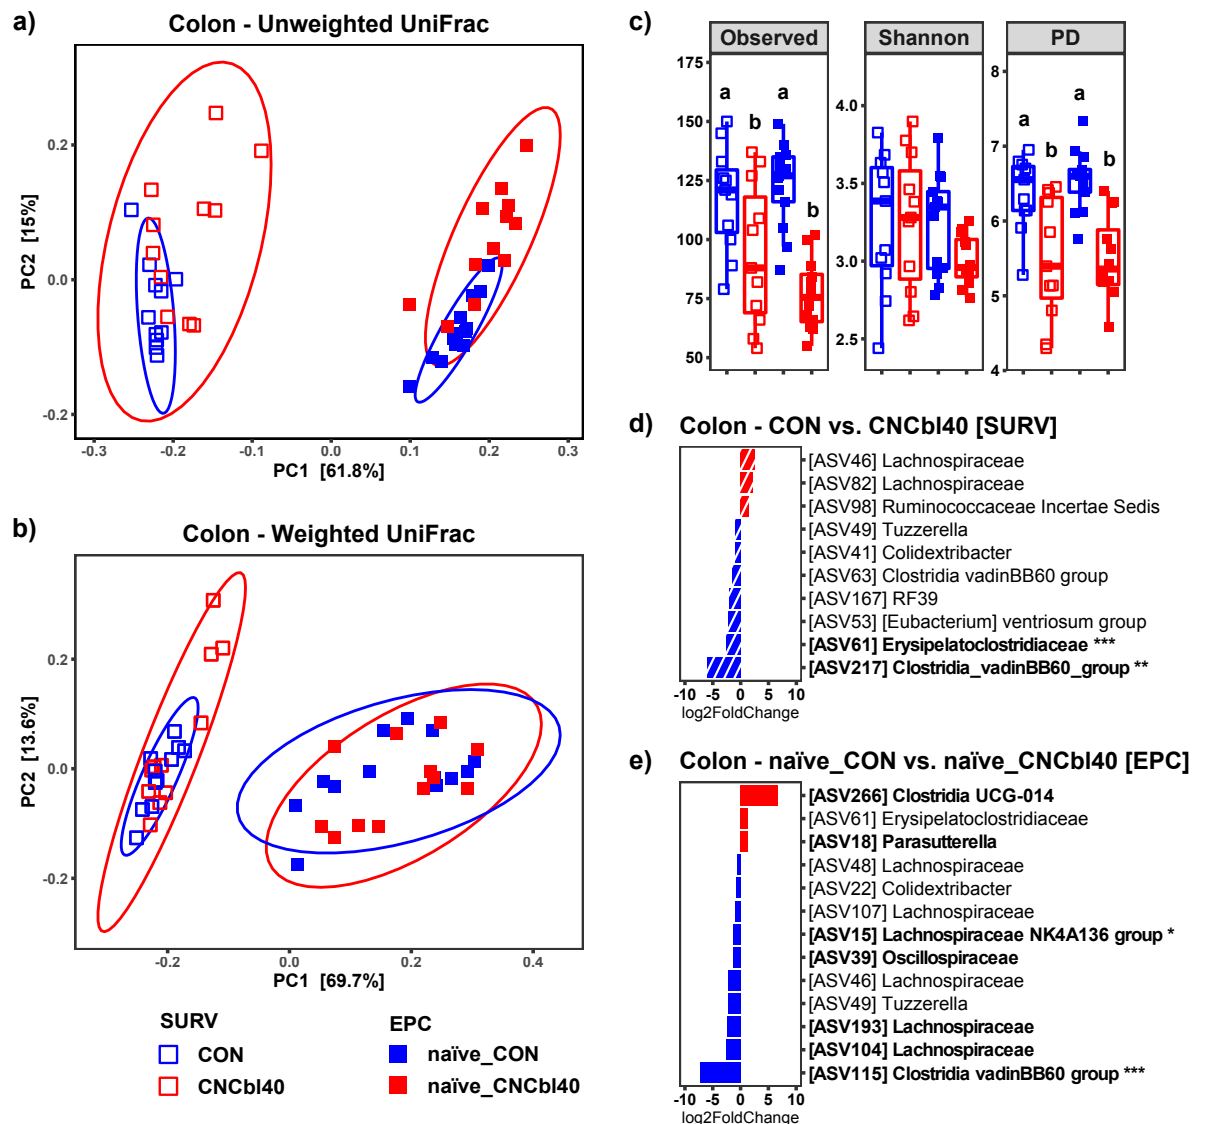 a)
Colon - Unweighted UniFrac
PC2 [15%]
0.2
0.0
-0.2
-0.3
-0.2
-0.1
0.0
0.1
0.2
0.3
PC1 [61.8%]
b)
Colon - Weighted UniFrac
PC2 [13.6%]
0.2
0.0
-0.2
-0.2
0.0
0.2
0.4
PC1 [69.7%]
SURV
CON
CNCbl40
EPC
naïve_CON
naïve_CNCbl40
c)
Observed
175
150
125
100
75
50
a
b
a
b
Shannon
4.0
3.5
3.0
2.5
PD
8
7
6
5
4
a
b
a
b
d) Colon - CON vs. CNCbl40 [SURV]
[ASV46] Lachnospiraceae
[ASV82] Lachnospiraceae
[ASV98] Ruminococcaceae Incertae Sedis
[ASV49] Tuzzerella
[ASV41] Colidextribacter
[ASV63] Clostridia vadinBB60 group
[ASV167] RF39
[ASV53] [Eubacterium] ventriosum group
[ASV61] Erysipelatoclostridiaceae ***
[ASV217] Clostridia_vadinBB60_group **
-10 -5 0 5 10
log2FoldChange
e) Colon - naïve_CON vs. naïve_CNCbl40 [EPC]
[ASV266] Clostridia UCG-014
[ASV61] Erysipelatoclostridiaceae
[ASV18] Parasutterella
[ASV48] Lachnospiraceae
[ASV22] Colidextribacter
[ASV107] Lachnospiraceae
[ASV15] Lachnospiraceae NK4A136 group *
[ASV39] Oscillospiraceae
[ASV46] Lachnospiraceae
[ASV49] Tuzzerella
[ASV193] Lachnospiraceae
[ASV104] Lachnospiraceae
[ASV115] Clostridia vadinBB60 group ***
-10 -5 0 5 10
log2FoldChange